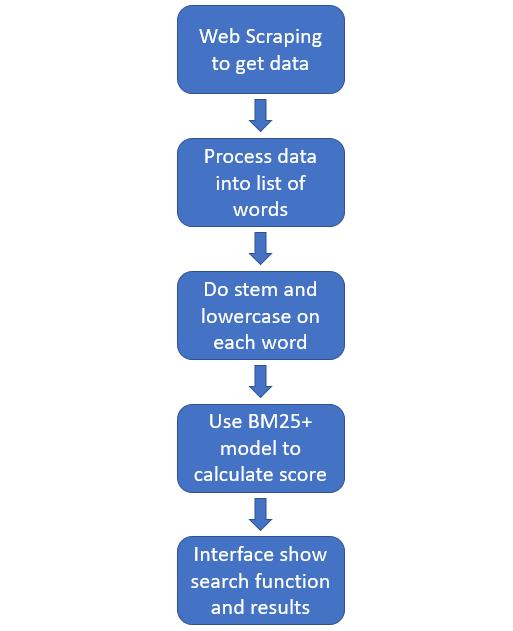 Web Scraping
to get data
Process data
into list of
words
Do stem and
lowercase on
each word
Use BM25+
model to
calculate score
Interface show
search function
and results